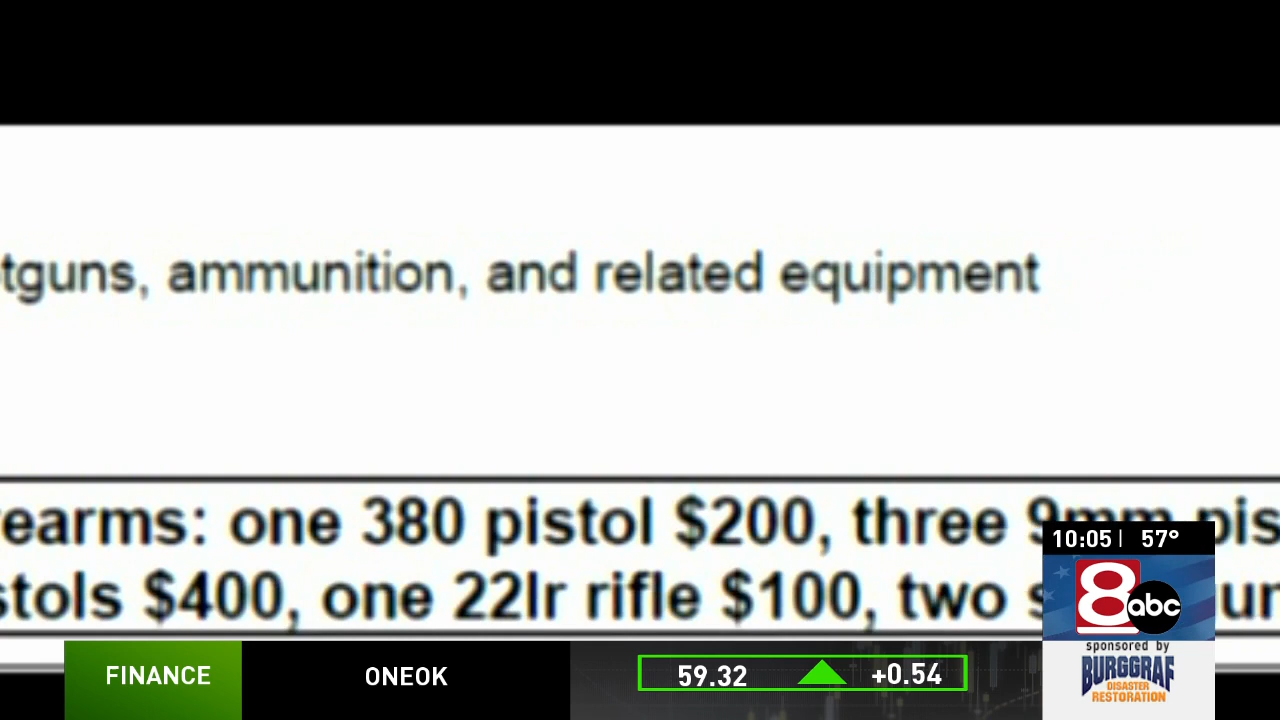 tguns, ammunition, and related equipment
earms: one 380 pistol $200, three 9mm pis
stols $400, one 22lr rifle $100, two s
10:05 57°
8 abc
sponsored by
BURGGRAF
DISASTER
RESTORATION
FINANCE ONEOK 59.32 +0.54